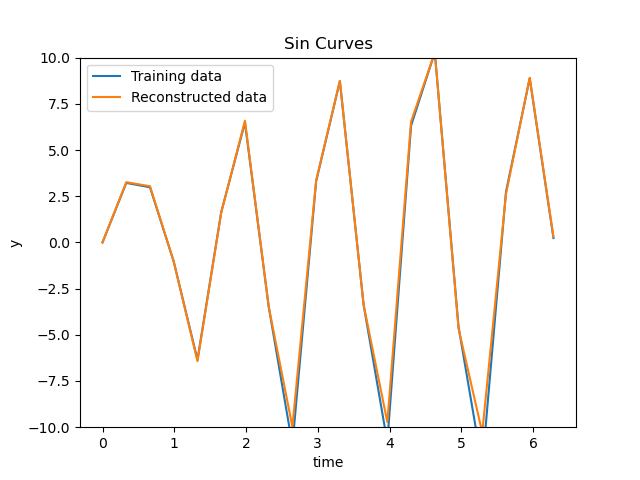 Sin Curves
Training data
Reconstructed data
10.0
7.5
5.0
2.5
0.0
−2.5
−5.0
−7.5
−10.0
y
0 1 2 3 4 5 6
time